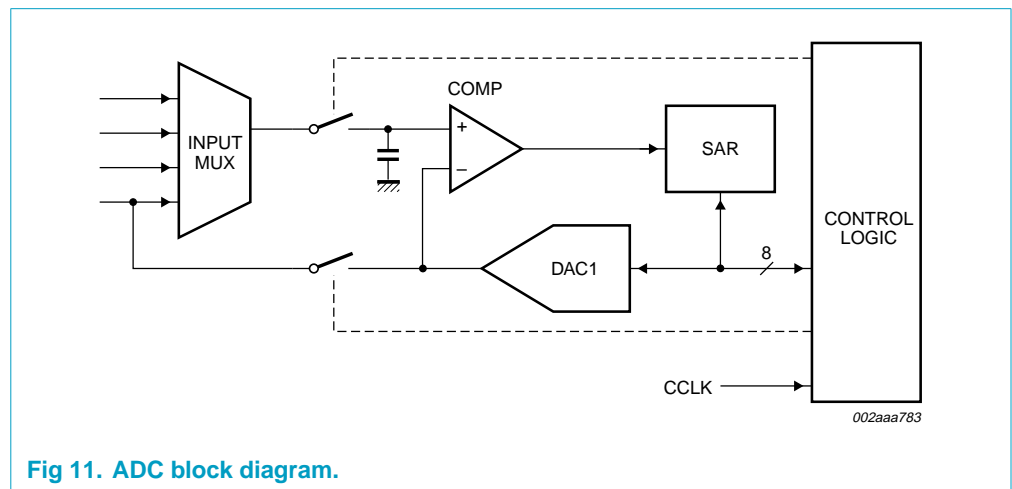 COMP
+
INPUT
MUX
–
SAR
CONTROL
LOGIC
8
DAC1
CCLK
002aaa783
Fig 11. ADC block diagram.